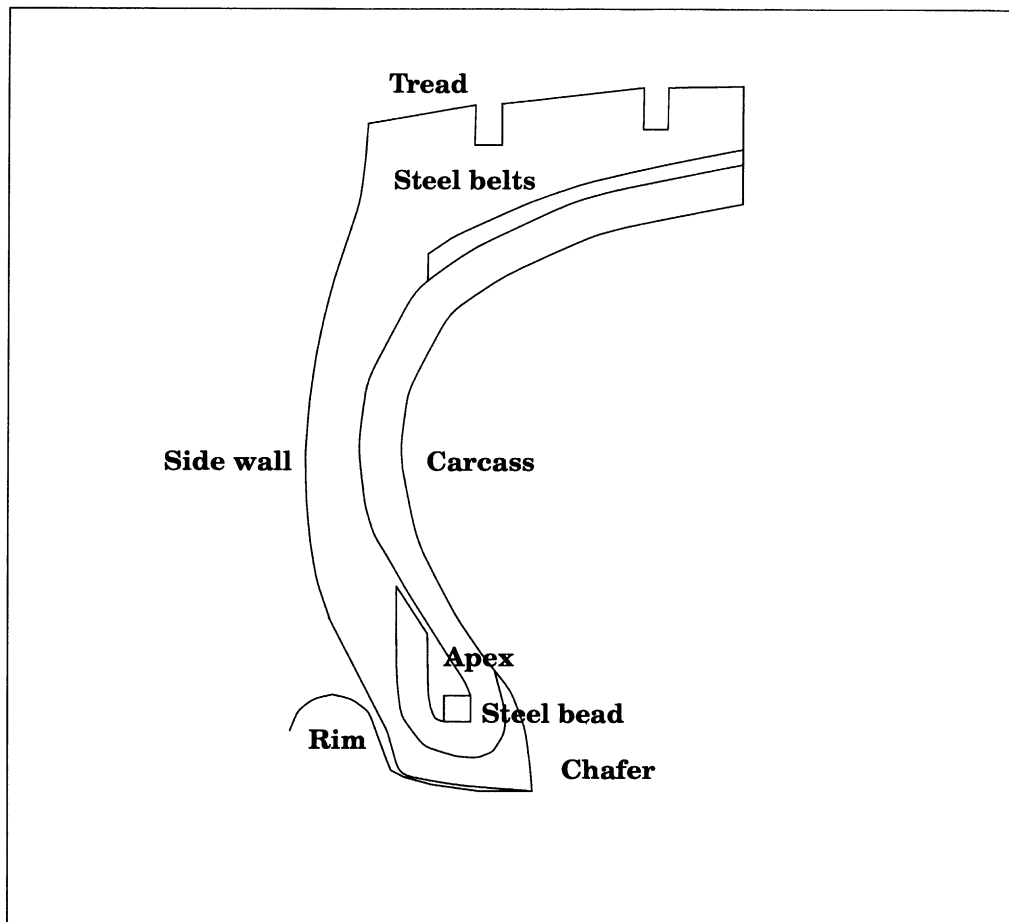 Tread
Steel belts
Side wall
Carcass
Apex
Steel bead
Rim
Chafer